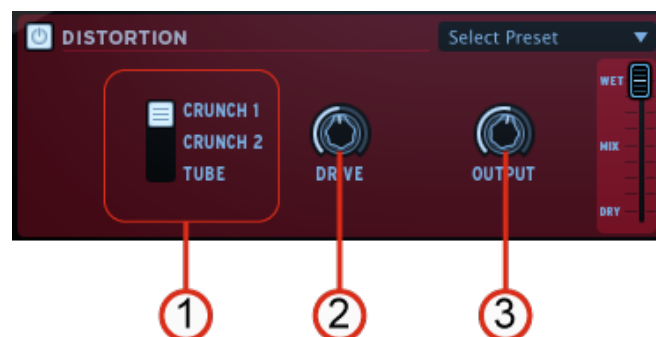 DISTORTION
Select Preset
CRUNCH 1
CRUNCH 2
TUBE
DRIVE
OUTPUT
WET
MIX
DRY
1
2
3